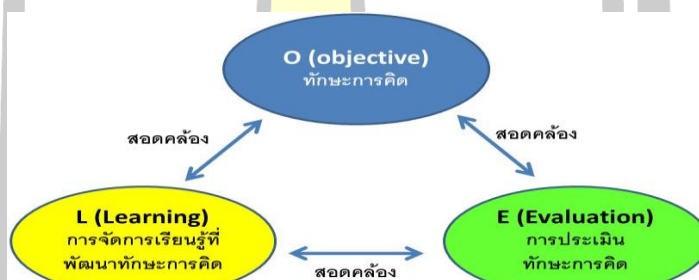 O (objective)
ทักษะการคิด
สอดคล้อง
สอดคล้อง
L (Learning)
การจัดการเรียนรู้ที่
พัฒนาทักษะการคิด
E (Evaluation)
การประเมิน
ทักษะการคิด
สอดคล้อง